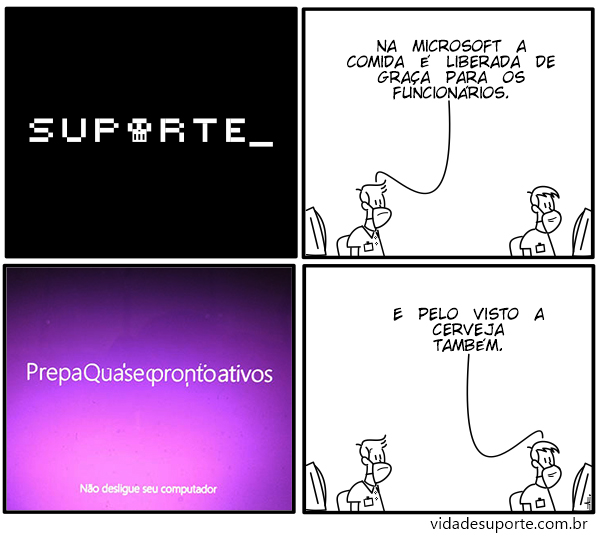 SUPORTE_
NA MICROSOFT A
COMIDA É LIBERADA DE
GRAÇA PARA OS
FUNCIONÁRIOS.
Não desligue seu computador
E PELO VISTO A
CERVEJA
TAMBÉM.
vidadesuporte.com.br